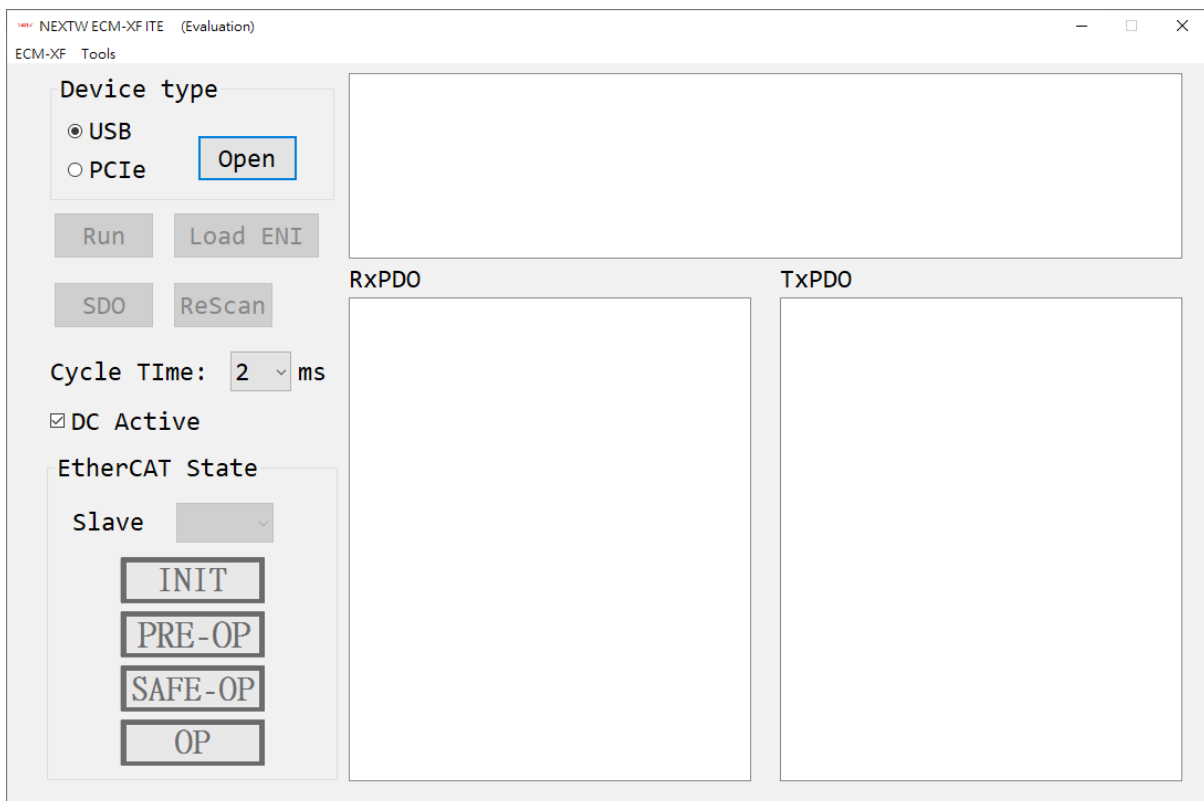 NEXTW ECM-XF ITE (Evaluation)
ECM-XF Tools
Device type
USB
PCIe
Open
Run Load ENI
SDO ReScan
Cycle TIme: 2 ms
DC Active
EtherCAT State
Slave
INIT
PRE-OP
SAFE-OP
OP
RxPDO
TxPDO